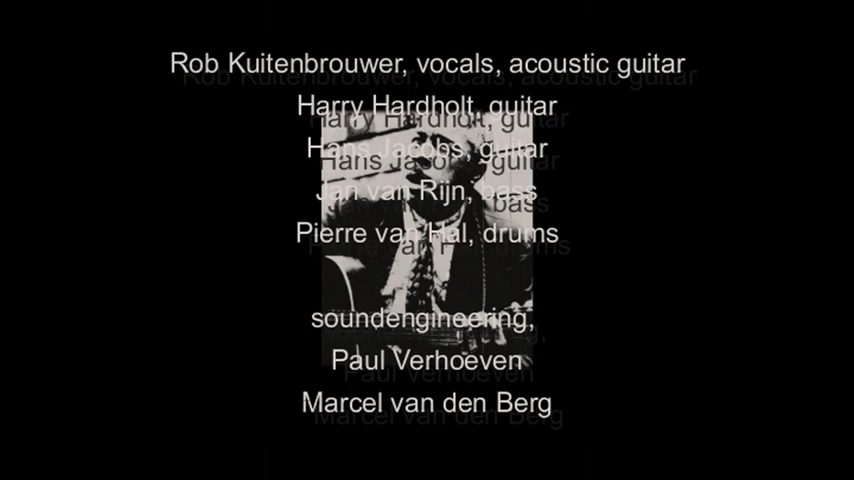 Rob Kuitenbrouwer, vocals, acoustic guitar
Harry Hardholt, guitar
Hans Jacobs, guitar
Jan van Rijn, bass
Pierre van Hal, drums
soundengineering,
Paul Verhoeven
Marcel van den Berg